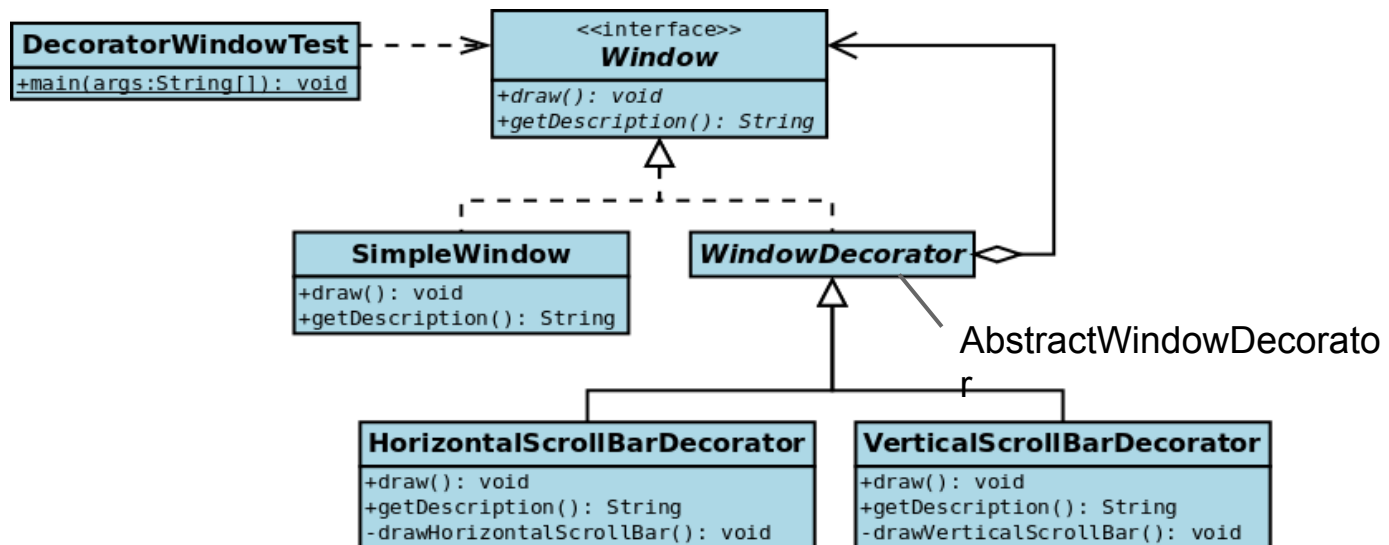 DecoratorWindowTest
+main(args:String[]): void
<<interface>>
Window
+draw(): void
+getDescription(): String
SimpleWindow
+draw(): void
+getDescription(): String
WindowDecorator
AbstractWindowDecorato
r
HorizontalScrollBarDecorator
+draw(): void
+getDescription(): String
-drawHorizontalScrollBar(): void
VerticalScrollBarDecorator
+draw(): void
+getDescription(): String
-drawVerticalScrollBar(): void